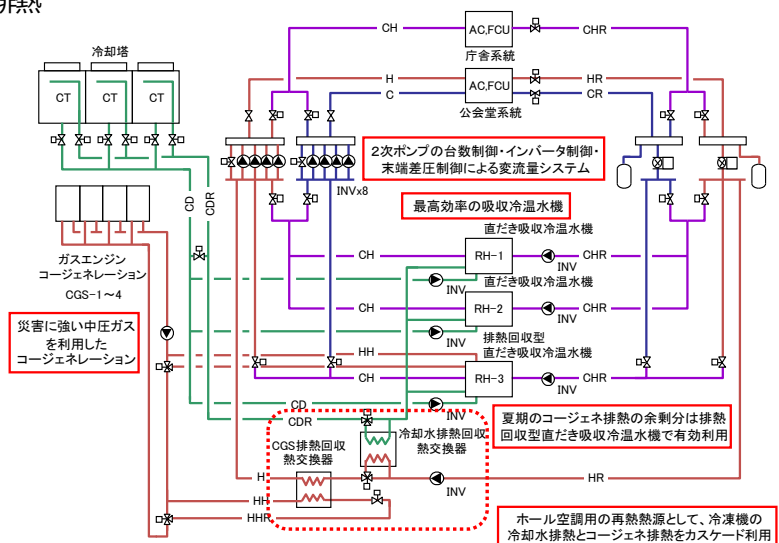 排熱
冷却塔
CT
CT
CT
CH
AC,FCU
CHR
庁舎系統
H
AC,FCU
HR
C
CR
公会堂系統
2次ポンプの台数制御・インバータ制御・
末端差圧制御による変流量システム
INVx8
最高効率の吸収冷温水機
CD
CDR
ガスエンジン
コージェネレーション
CGS-1～4
災害に強い中圧ガス
を利用した
コージェネレーション
直だき吸収冷温水機
CH
RH-1
CHR
INV
INV
直だき吸収冷温水機
CH
RH-2
CHR
INV
INV
排熱回収型
直だき吸収冷温水機
HH
CH
RH-3
CHR
INV
CD
INV
CDR
夏期のコージェネ排熱の余剰分は排熱
回収型直だき吸収冷温水機で有効利用
冷却水排熱回収
熱交換器
CGS排熱回収
熱交換器
H
HR
INV
HH
HHR
ホール空調用の再熱熱源として、冷凍機の
冷却水排熱とコージェネ排熱をカスケード利用